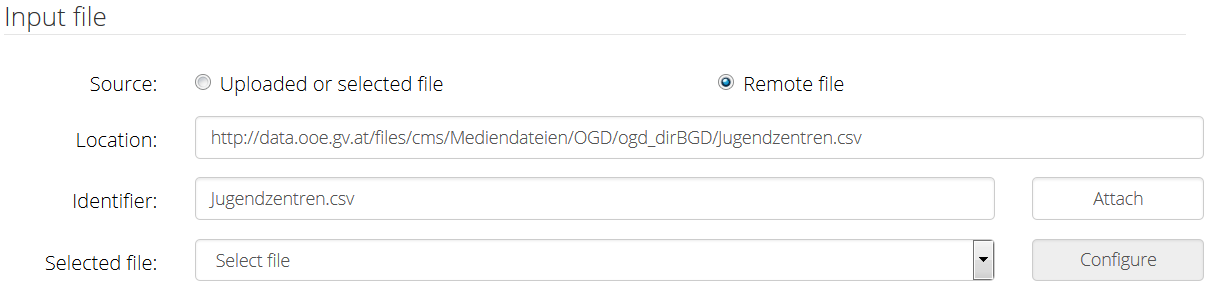 Input file
Source: Uploaded or selected file Remote file
Location: http://data.ooe.gv.at/files/cms/Mediendateien/OGD/ogd_dirBGD/Jugendzentren.csv
Identifier: Jugendzentren.csv Attach
Selected file: Select file Configure